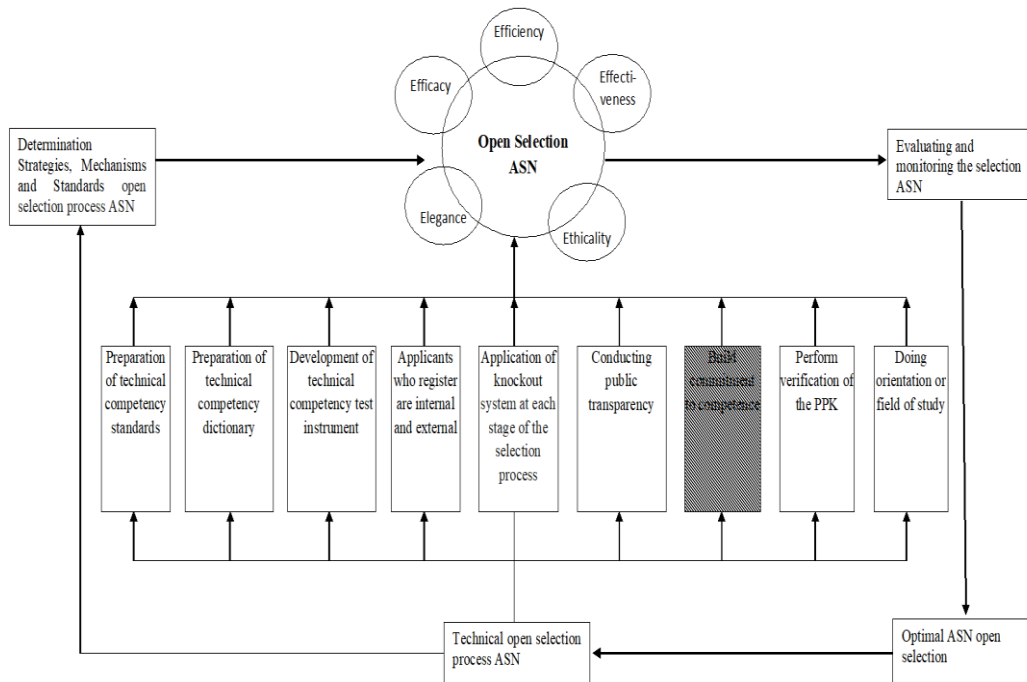 Efficiency
Efficacy
Effecti-
veness
Open Selection
ASN
Elegance
Ethicality
Determination
Strategies, Mechanisms
and Standards open
selection process ASN
Evaluating and
monitoring the selection
ASN
Preparation
of technical
competency
standards
Preparation of
technical
competency
dictionary
Development of
technical
competency test
instrument
Applicants
who register
are internal
and external
Application of
knockout
system at each
stage of the
selection
process
Conducting
public
transparency
Build
commitment
to competence
Perform
verification of
the PPK
Doing
orientation or
field of study
Technical open selection
process ASN
Optimal ASN open
selection